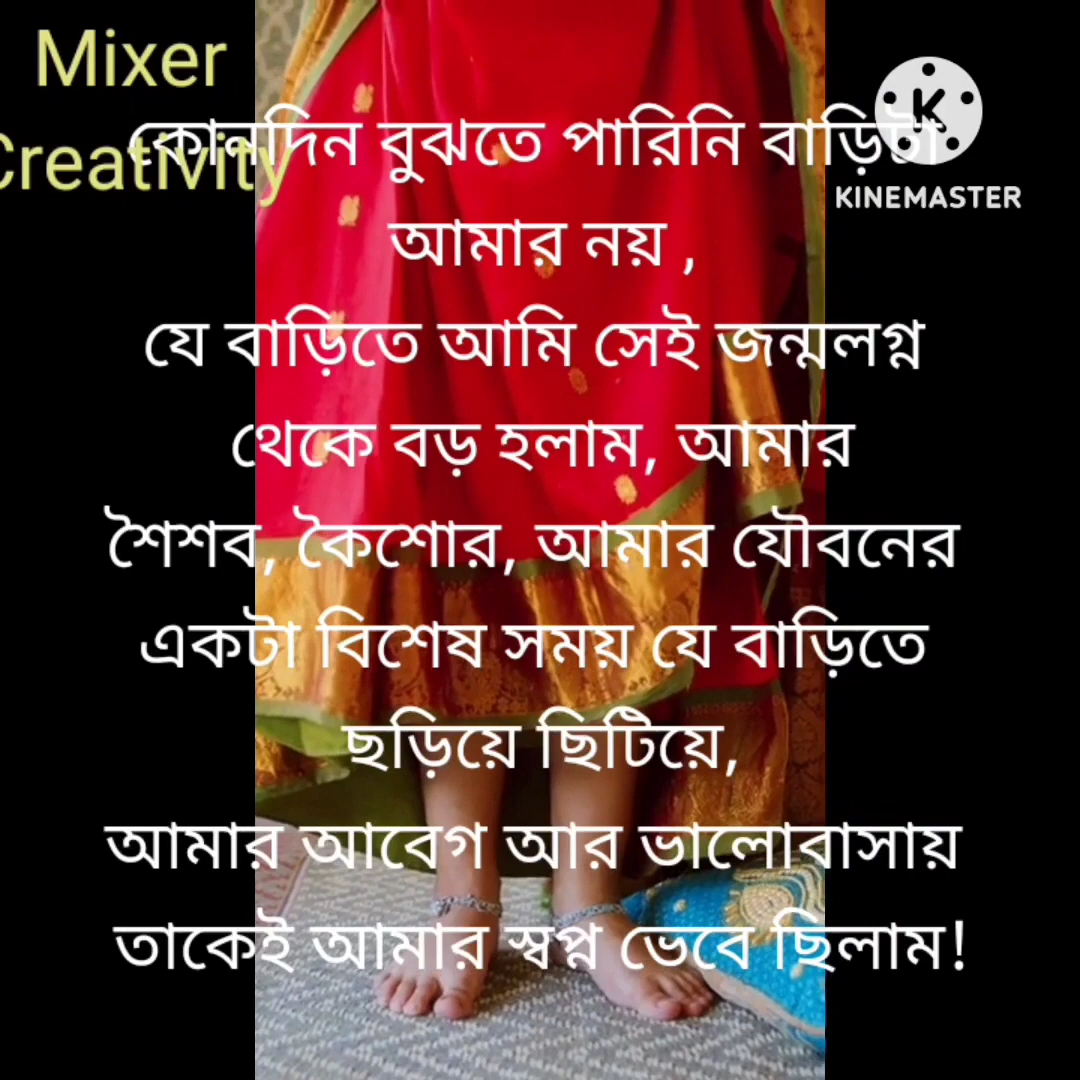 Mixer
Creativity
কোনদিন বুঝতে পারিনি বাড়িটা
আমার নয় ,
যে বাড়িতে আমি সেই জন্মলগ্ন
থেকে বড় হলাম, আমার
শৈশব, কৈশোর, আমার যৌবনের
একটা বিশেষ সময় যে বাড়িতে
ছড়িয়ে ছিটিয়ে,
আমার আবেগ আর ভালোবাসায়
তাকেই আমার স্বপ্ন ভেবে ছিলাম!
K
KINEMASTER